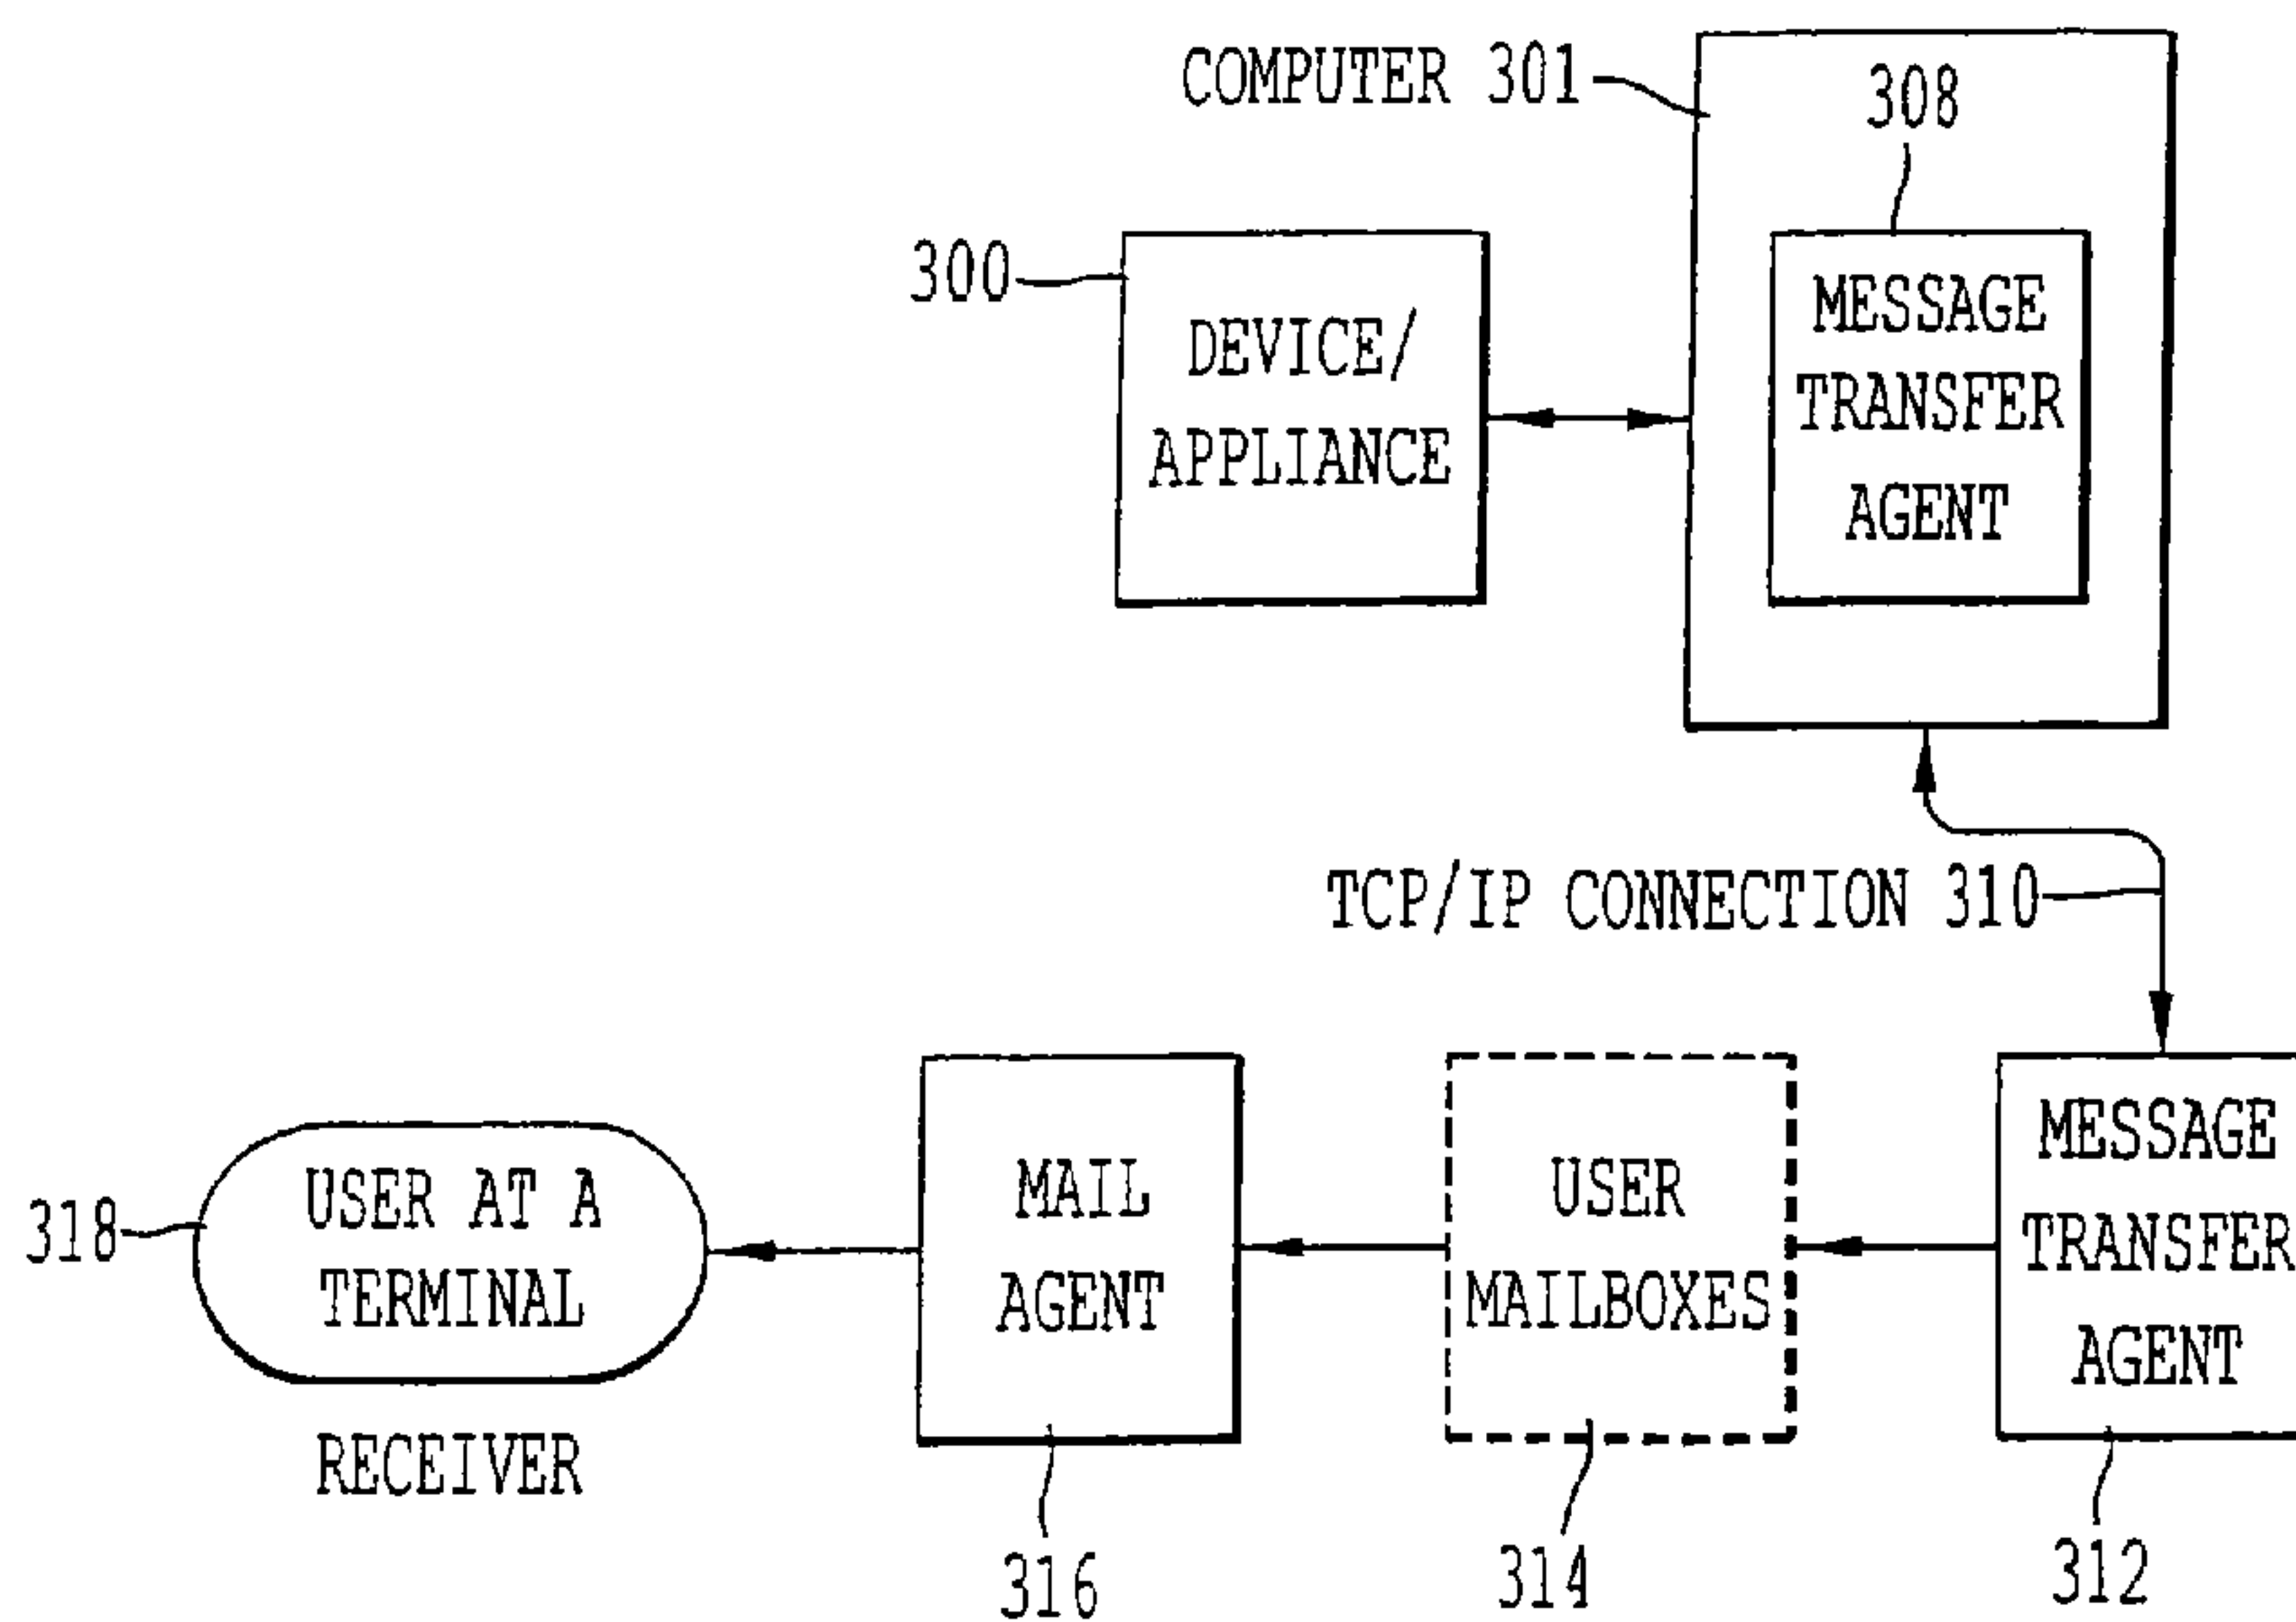 COMPUTER 301
308
300
DEVICE/
APPLIANCE
MESSAGE
TRANSFER
AGENT
TCP/IP CONNECTION 310
318
USER AT A
TERMINAL
RECEIVER
MAIL
AGENT
316
USER
MAILBOXES
314
MESSAGE
TRANSFER
AGENT
312